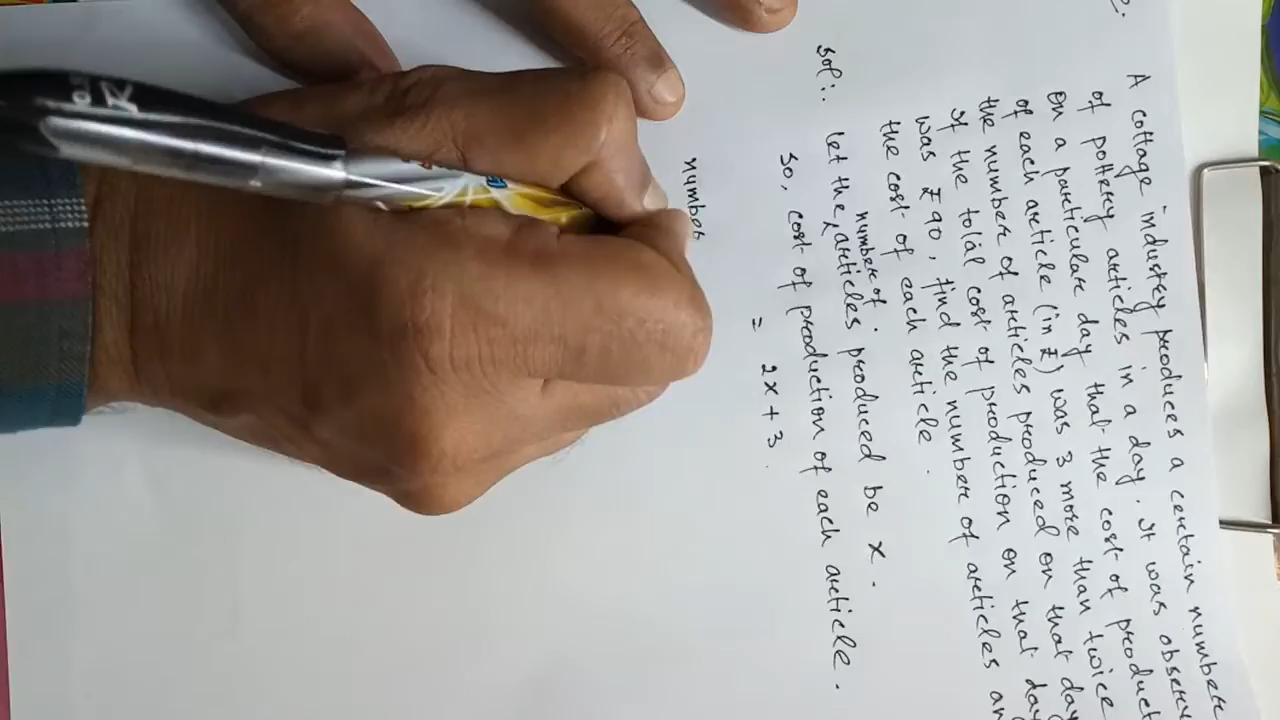 A cottage industry produces a certain number
of pottery articles in a day. It was observ
on a particular day that the cost of product
of each article (in ₹) was 3 more than twice
the number of articles produced on that day
If the total cost of production on that day
was ₹ 90, find the number of articles an
the cost of each article.
Sol:. Let the number of articles produced be x.
So, cost of production of each article.
= 2x + 3.
number